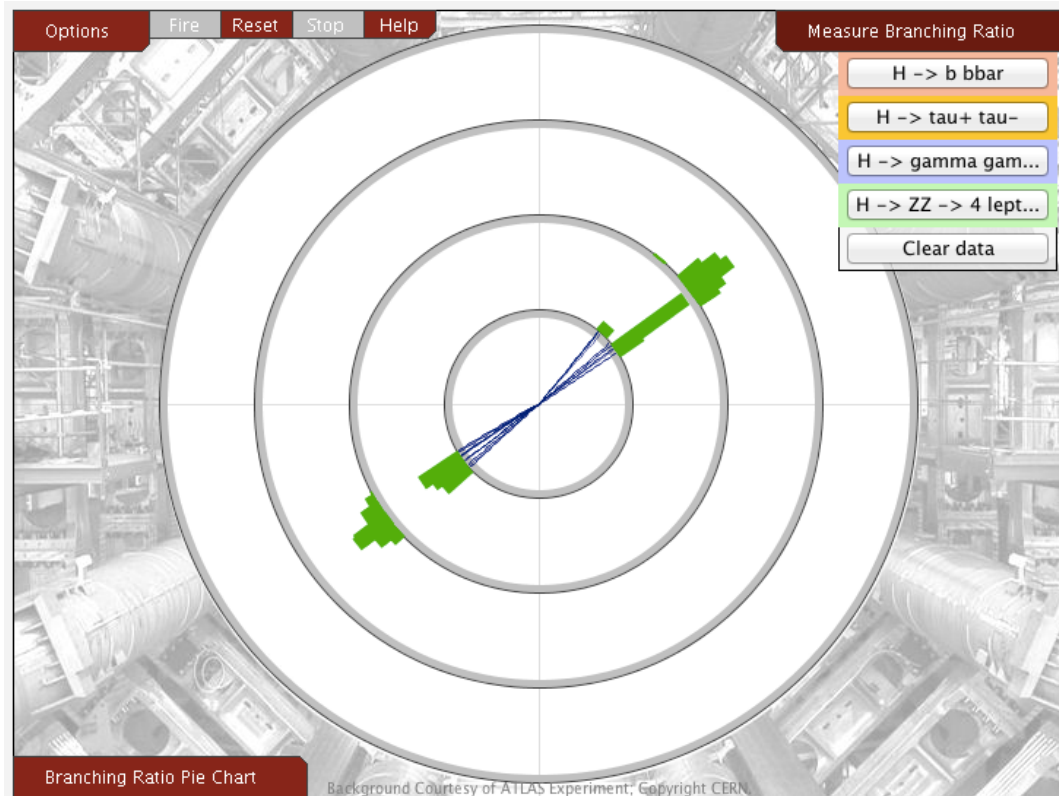 Options
Fire
Reset
Stop
Help
Measure Branching Ratio
H -> b bbar
H -> tau+ tau-
H -> gamma gam...
H -> ZZ -> 4 lept...
Clear data
Branching Ratio Pie Chart
Background Courtesy of ATLAS Experiment; Copyright CERN.